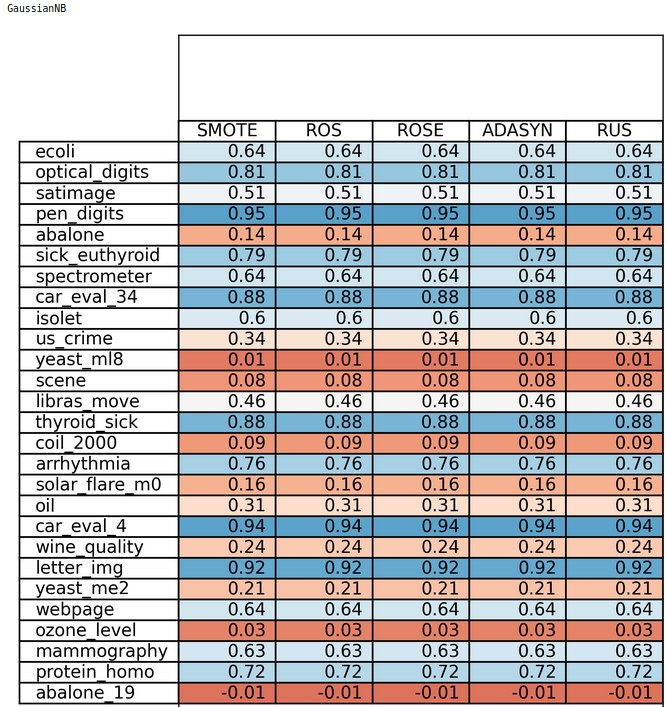 GaussianNB
SMOTE ROS ROSE ADASYN RUS
ecoli 0.64 0.64 0.64 0.64 0.64
optical_digits 0.81 0.81 0.81 0.81 0.81
satimage 0.51 0.51 0.51 0.51 0.51
pen_digits 0.95 0.95 0.95 0.95 0.95
abalone 0.14 0.14 0.14 0.14 0.14
sick_euthyroid 0.79 0.79 0.79 0.79 0.79
spectrometer 0.64 0.64 0.64 0.64 0.64
car_eval_34 0.88 0.88 0.88 0.88 0.88
isolet 0.6 0.6 0.6 0.6 0.6
us_crime 0.34 0.34 0.34 0.34 0.34
yeast_ml8 0.01 0.01 0.01 0.01 0.01
scene 0.08 0.08 0.08 0.08 0.08
libras_move 0.46 0.46 0.46 0.46 0.46
thyroid_sick 0.88 0.88 0.88 0.88 0.88
coil_2000 0.09 0.09 0.09 0.09 0.09
arrhythmia 0.76 0.76 0.76 0.76 0.76
solar_flare_m0 0.16 0.16 0.16 0.16 0.16
oil 0.31 0.31 0.31 0.31 0.31
car_eval_4 0.94 0.94 0.94 0.94 0.94
wine_quality 0.24 0.24 0.24 0.24 0.24
letter_img 0.92 0.92 0.92 0.92 0.92
yeast_me2 0.21 0.21 0.21 0.21 0.21
webpage 0.64 0.64 0.64 0.64 0.64
ozone_level 0.03 0.03 0.03 0.03 0.03
mammography 0.63 0.63 0.63 0.63 0.63
protein_homo 0.72 0.72 0.72 0.72 0.72
abalone_19 -0.01 -0.01 -0.01 -0.01 -0.01